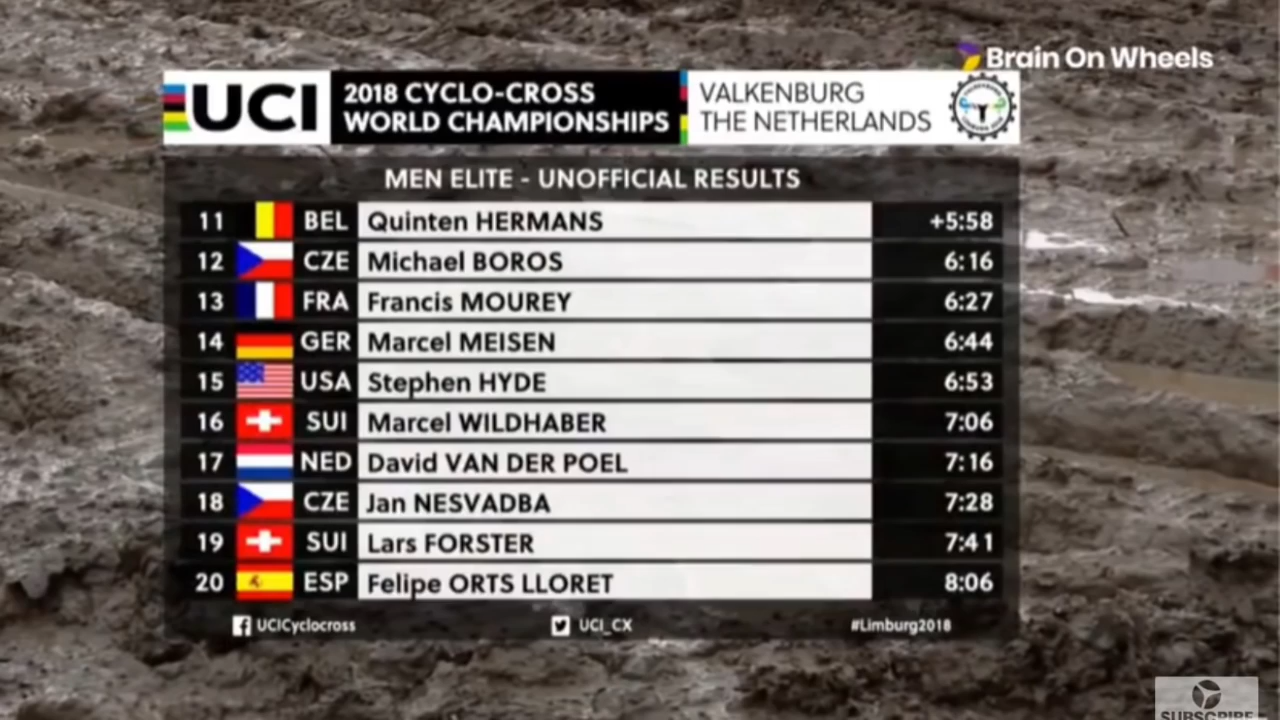 Brain On Wheels
UCI
2018 CYCLO-CROSS
WORLD CHAMPIONSHIPS
VALKENBURG
THE NETHERLANDS
MEN ELITE - UNOFFICIAL RESULTS
11 BEL Quinten HERMANS +5:58
12 CZE Michael BOROS 6:16
13 FRA Francis MOUREY 6:27
14 GER Marcel MEISEN 6:44
15 USA Stephen HYDE 6:53
16 SUI Marcel WILDHABER 7:06
17 NED David VAN DER POEL 7:16
18 CZE Jan NESVADBA 7:28
19 SUI Lars FORSTER 7:41
20 ESP Felipe ORTS LLORET 8:06
UCICyclocross UCI_CX #Limburg2018
SUBSCRIBE